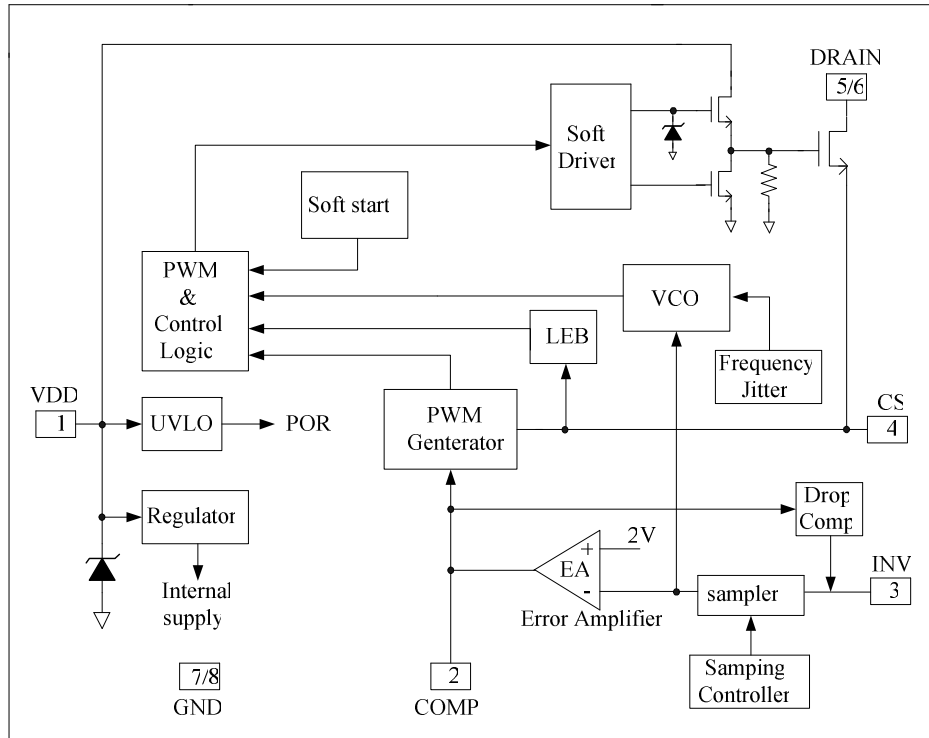 DRAIN
5/6
Soft
Driver
Soft start
PWM
&
Control
Logic
VCO
LEB
Frequency
Jitter
VDD
1
UVLO
POR
PWM
Genterator
CS
4
Regulator
Drop
Comp
2V
+
EA
-
Error Amplifier
sampler
INV
3
Internal
supply
Samping
Controller
7/8
GND
2
COMP